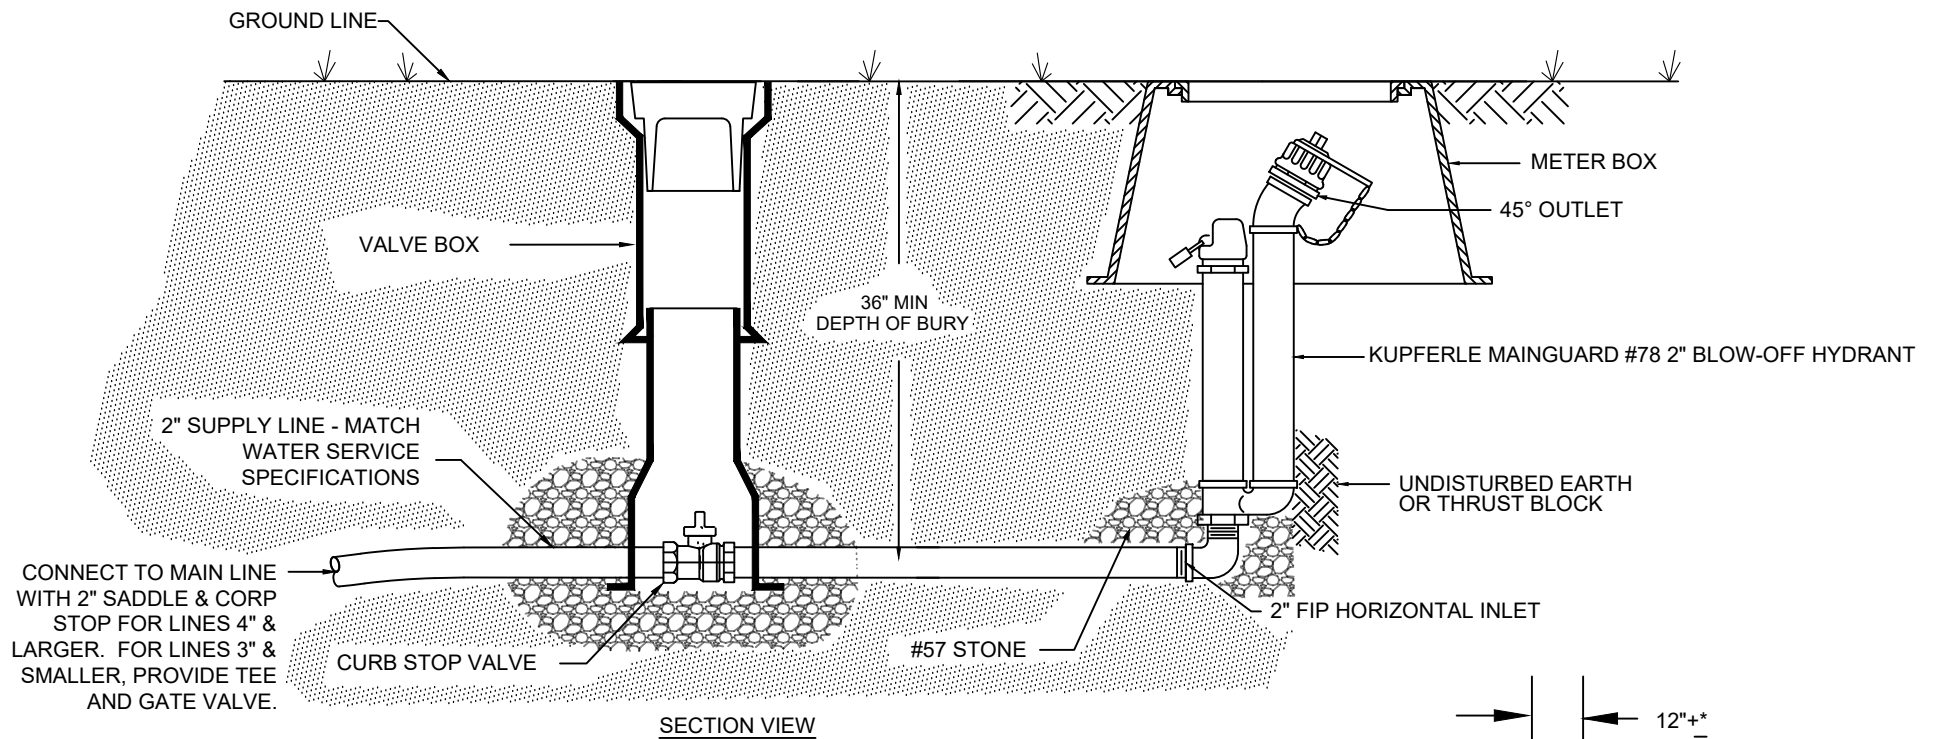 GROUND LINE
METER BOX
45° OUTLET
VALVE BOX
36" MIN
DEPTH OF BURY
KUPFERLE MAINGUARD #78 2" BLOW-OFF HYDRANT
2" SUPPLY LINE - MATCH
WATER SERVICE
SPECIFICATIONS
UNDISTURBED EARTH
OR THRUST BLOCK
CONNECT TO MAIN LINE
WITH 2" SADDLE & CORP
STOP FOR LINES 4" &
LARGER. FOR LINES 3" &
SMALLER, PROVIDE TEE
AND GATE VALVE.
CURB STOP VALVE
#57 STONE
2" FIP HORIZONTAL INLET
SECTION VIEW
12"±*